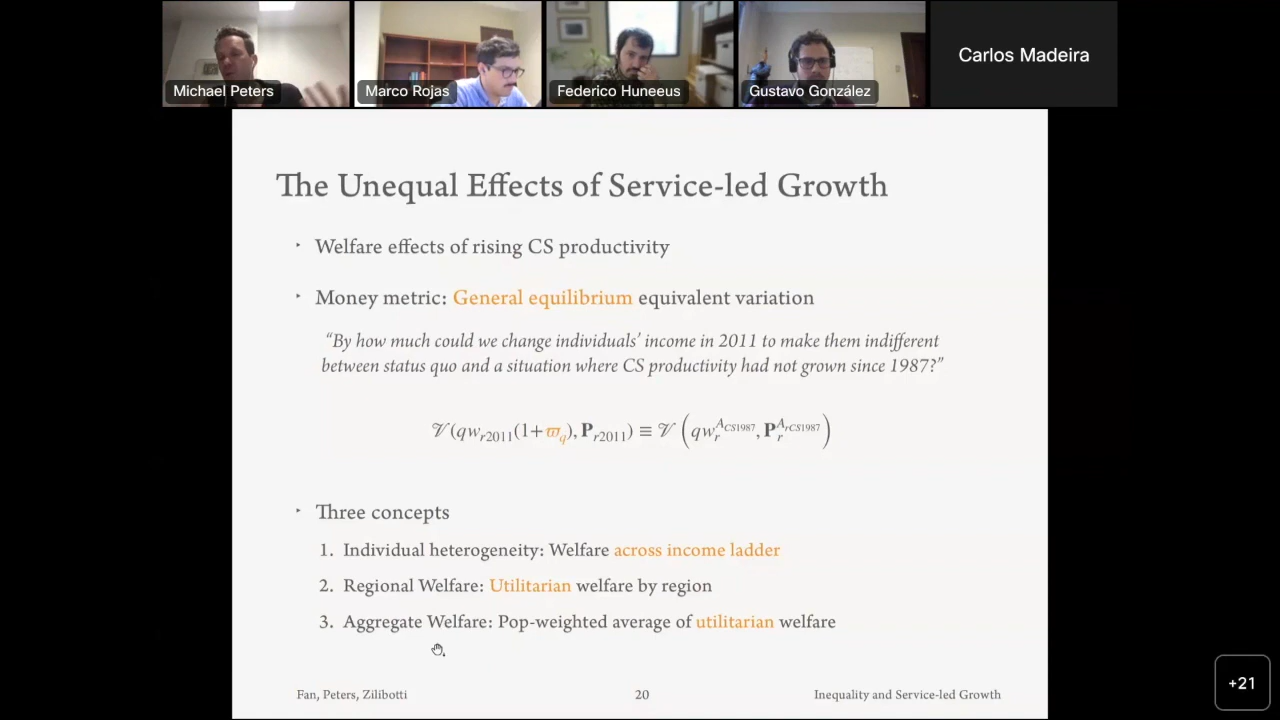 Michael Peters
Marco Rojas
Federico Huneeus
Gustavo González
Carlos Madeira
The Unequal Effects of Service-led Growth
‣ Welfare effects of rising CS productivity
‣ Money metric: General equilibrium equivalent variation
“By how much could we change individuals’ income in 2011 to make them indifferent
between status quo and a situation where CS productivity had not grown since 1987?”
𝒱(qw_{r2011}(1+ϖ_q), P_{r2011}) ≡ 𝒱(qw_r^{A_{CS1987}}, P_r^{A_{rCS1987}})
‣ Three concepts
1. Individual heterogeneity: Welfare across income ladder
2. Regional Welfare: Utilitarian welfare by region
3. Aggregate Welfare: Pop-weighted average of utilitarian welfare
Fan, Peters, Zilibotti
20
Inequality and Service-led Growth
+21